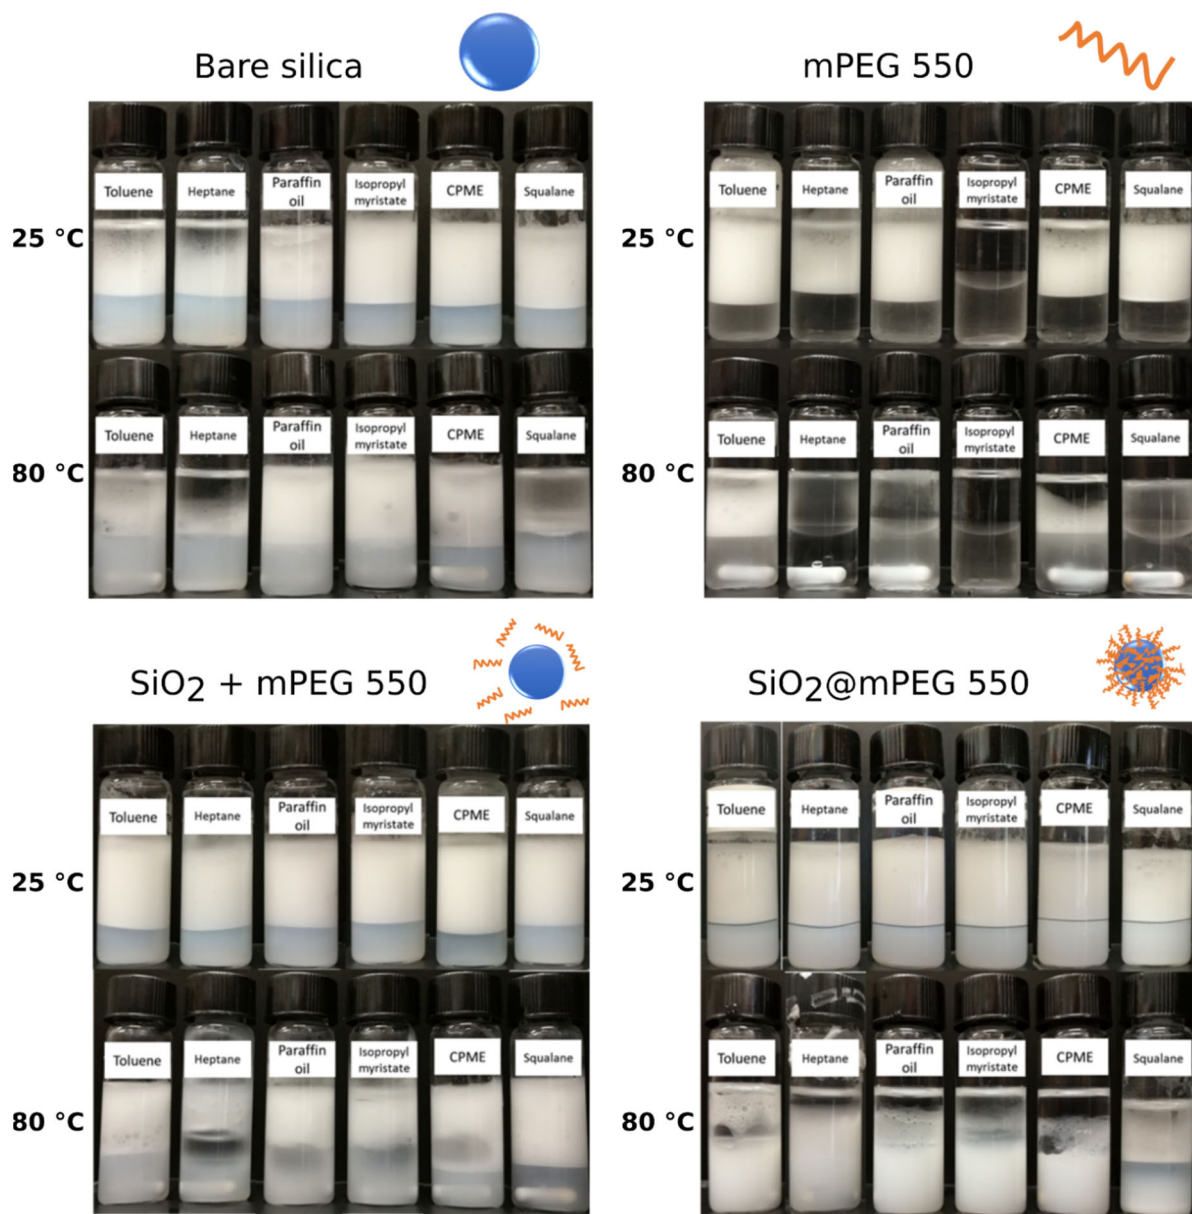 Bare silica
mPEG 550
Toluene
Heptane
Paraffin
oil
Isopropyl
myristate
CPME
Squalane
Toluene
Heptane
Paraffin
oil
Isopropyl
myristate
CPME
Squalane
25 °C
25 °C
Toluene
Heptane
Paraffin
oil
Isopropyl
myristate
CPME
Squalane
Toluene
Heptane
Paraffin
oil
Isopropyl
myristate
CPME
Squalane
80 °C
80 °C
SiO2 + mPEG 550
SiO2@mPEG 550
Toluene
Heptane
Paraffin
oil
Isopropyl
myristate
CPME
Squalane
Toluene
Heptane
Paraffin
oil
Isopropyl
myristate
CPME
Squalane
25 °C
25 °C
Toluene
Heptane
Paraffin
oil
Isopropyl
myristate
CPME
Squalane
Toluene
Heptane
Paraffin
oil
Isopropyl
myristate
CPME
Squalane
80 °C
80 °C